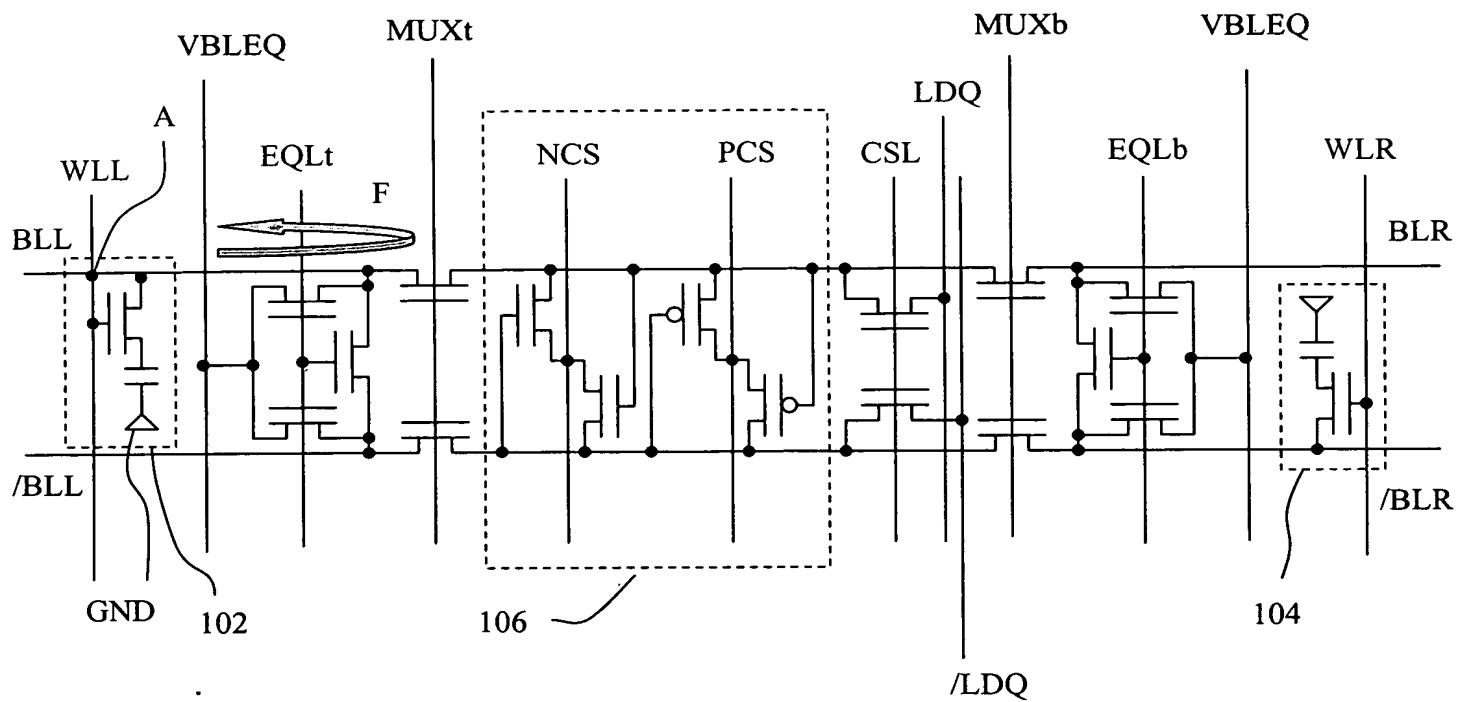 VBLEQ
MUXt
MUXb
VBLEQ
A
LDQ
WLL
EQLt
NCS
PCS
CSL
EQLb
WLR
F
BLL
BLR
/BLL
/BLR
GND
102
106
104
/LDQ